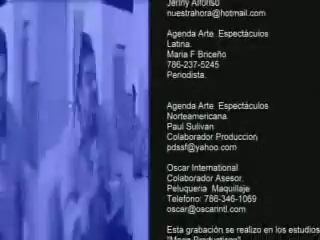 Jenny Alfonso
nuestrahora@hotmail.com
Agenda Arte Espectáculos
Latina.
Maria F Briceño
786-237-5245
Periodista.
Agenda Arte Espectáculos
Norteamericana
Paul Sulivan
Colaborador Produccion
pdssf@yahoo.com
Oscar International
Colaborador Asesor.
Peluqueria Maquillaje
Telefono: 786-346-1069
oscar@oscarintl.com
Esta grabación se realizo en los estudios